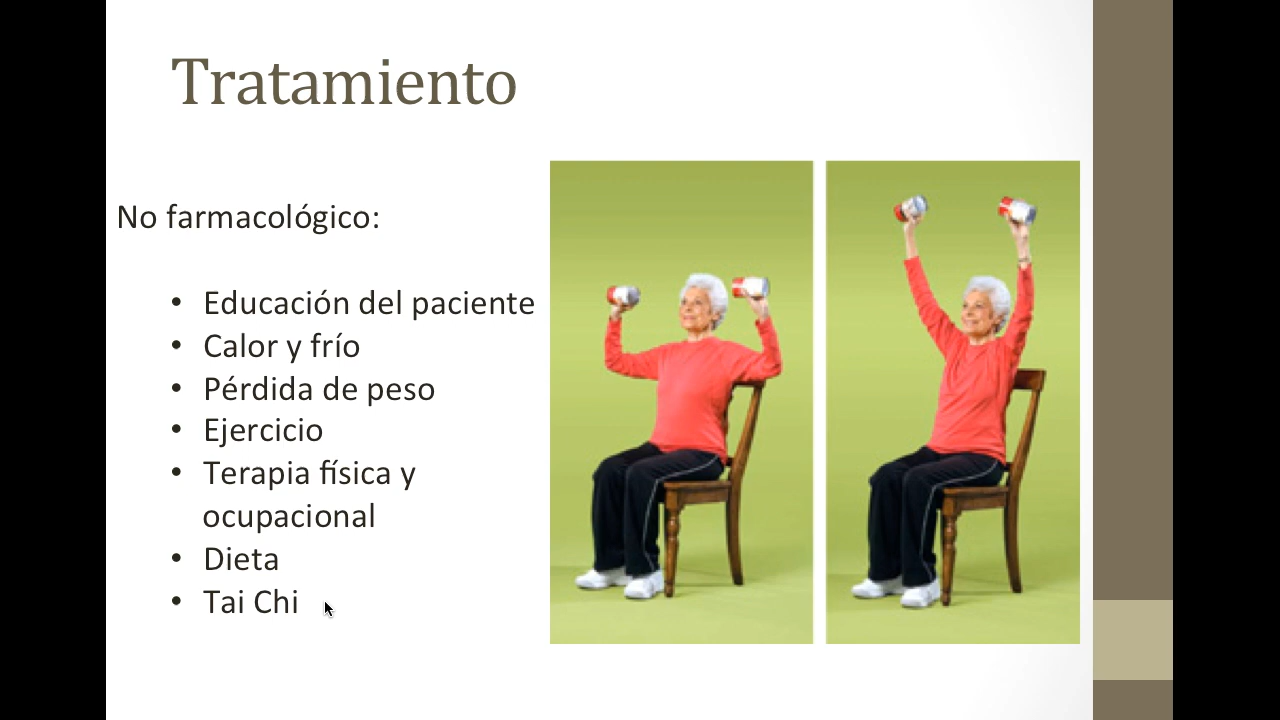 Tratamiento
No farmacológico:
• Educación del paciente
• Calor y frío
• Pérdida de peso
• Ejercicio
• Terapia física y
ocupacional
• Dieta
• Tai Chi